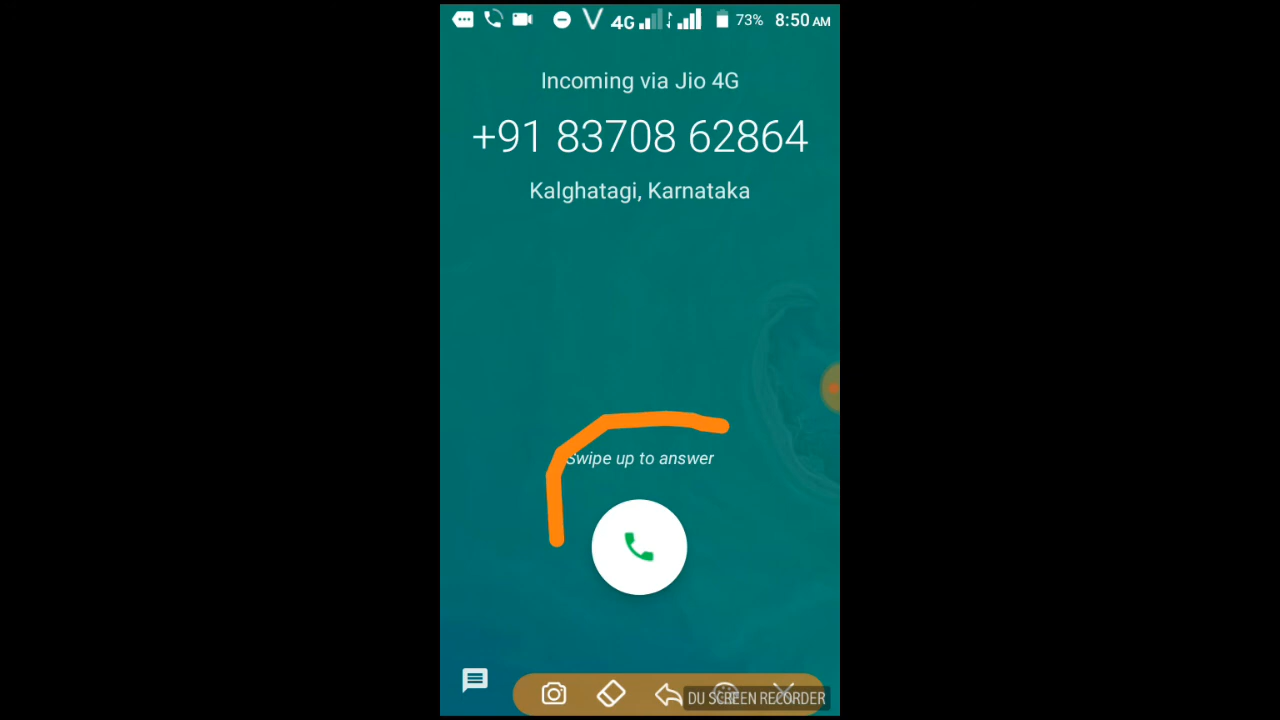 4G 73% 8:50 AM
Incoming via Jio 4G
+91 83708 62864
Kalghatagi, Karnataka
Swipe up to answer
DU SCREEN RECORDER